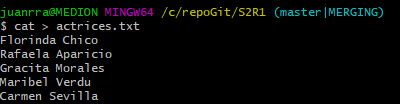 juanrra@MEDION MINGW64 /c/repoGit/S2R1 (master|MERGING)
$ cat > actrices.txt
Florinda Chico
Rafaela Aparicio
Gracita Morales
Maribel Verdu
Carmen Sevilla